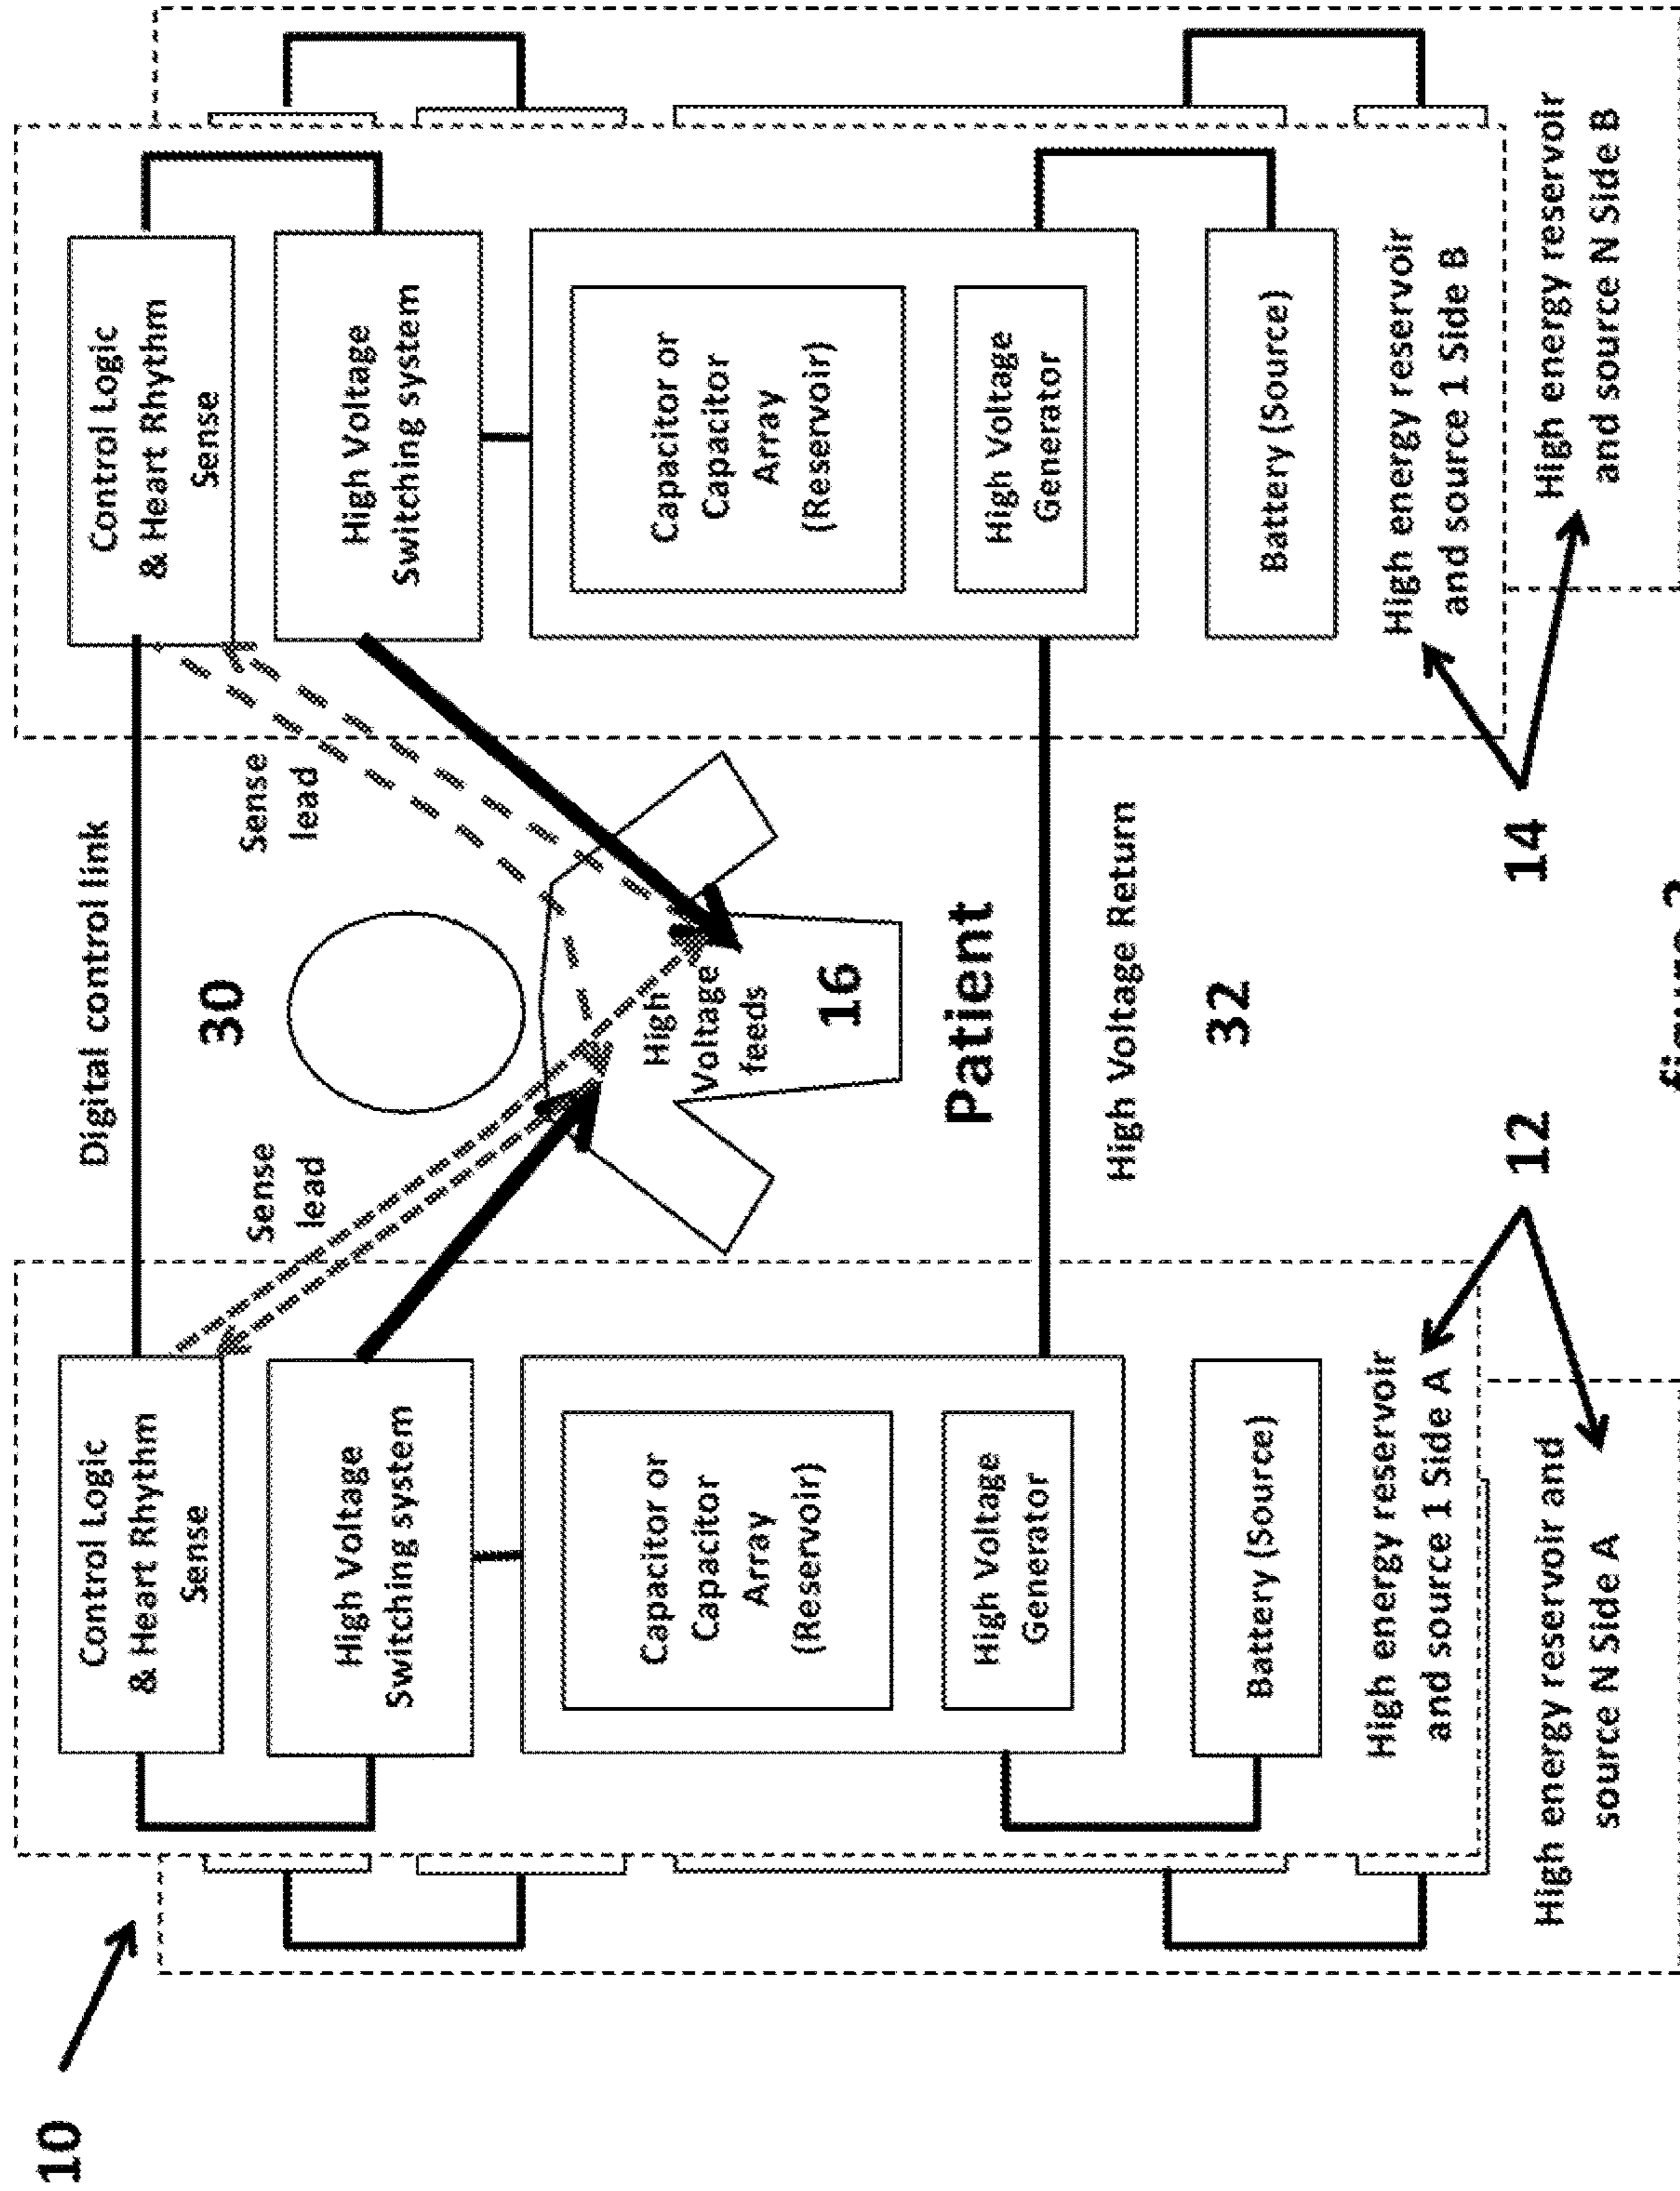 10
Control Logic
& Heart Rhythm
Sense
High Voltage
Switching system
Capacitor or
Capacitor
Array
(Reservoir)
High Voltage
Generator
Battery (Source)
High energy reservoir
and source 1 Side A
High energy reservoir and
source N Side A
12
Digital control link
30
Sense
lead
Sense
lead
High
Voltage
feeds
16
Patient
High Voltage Return
32
Control Logic
& Heart Rhythm
Sense
High Voltage
Switching system
Capacitor or
Capacitor
Array
(Reservoir)
High Voltage
Generator
Battery (Source)
High energy reservoir
and source 1 Side B
High energy reservoir
and source N Side B
14
figure